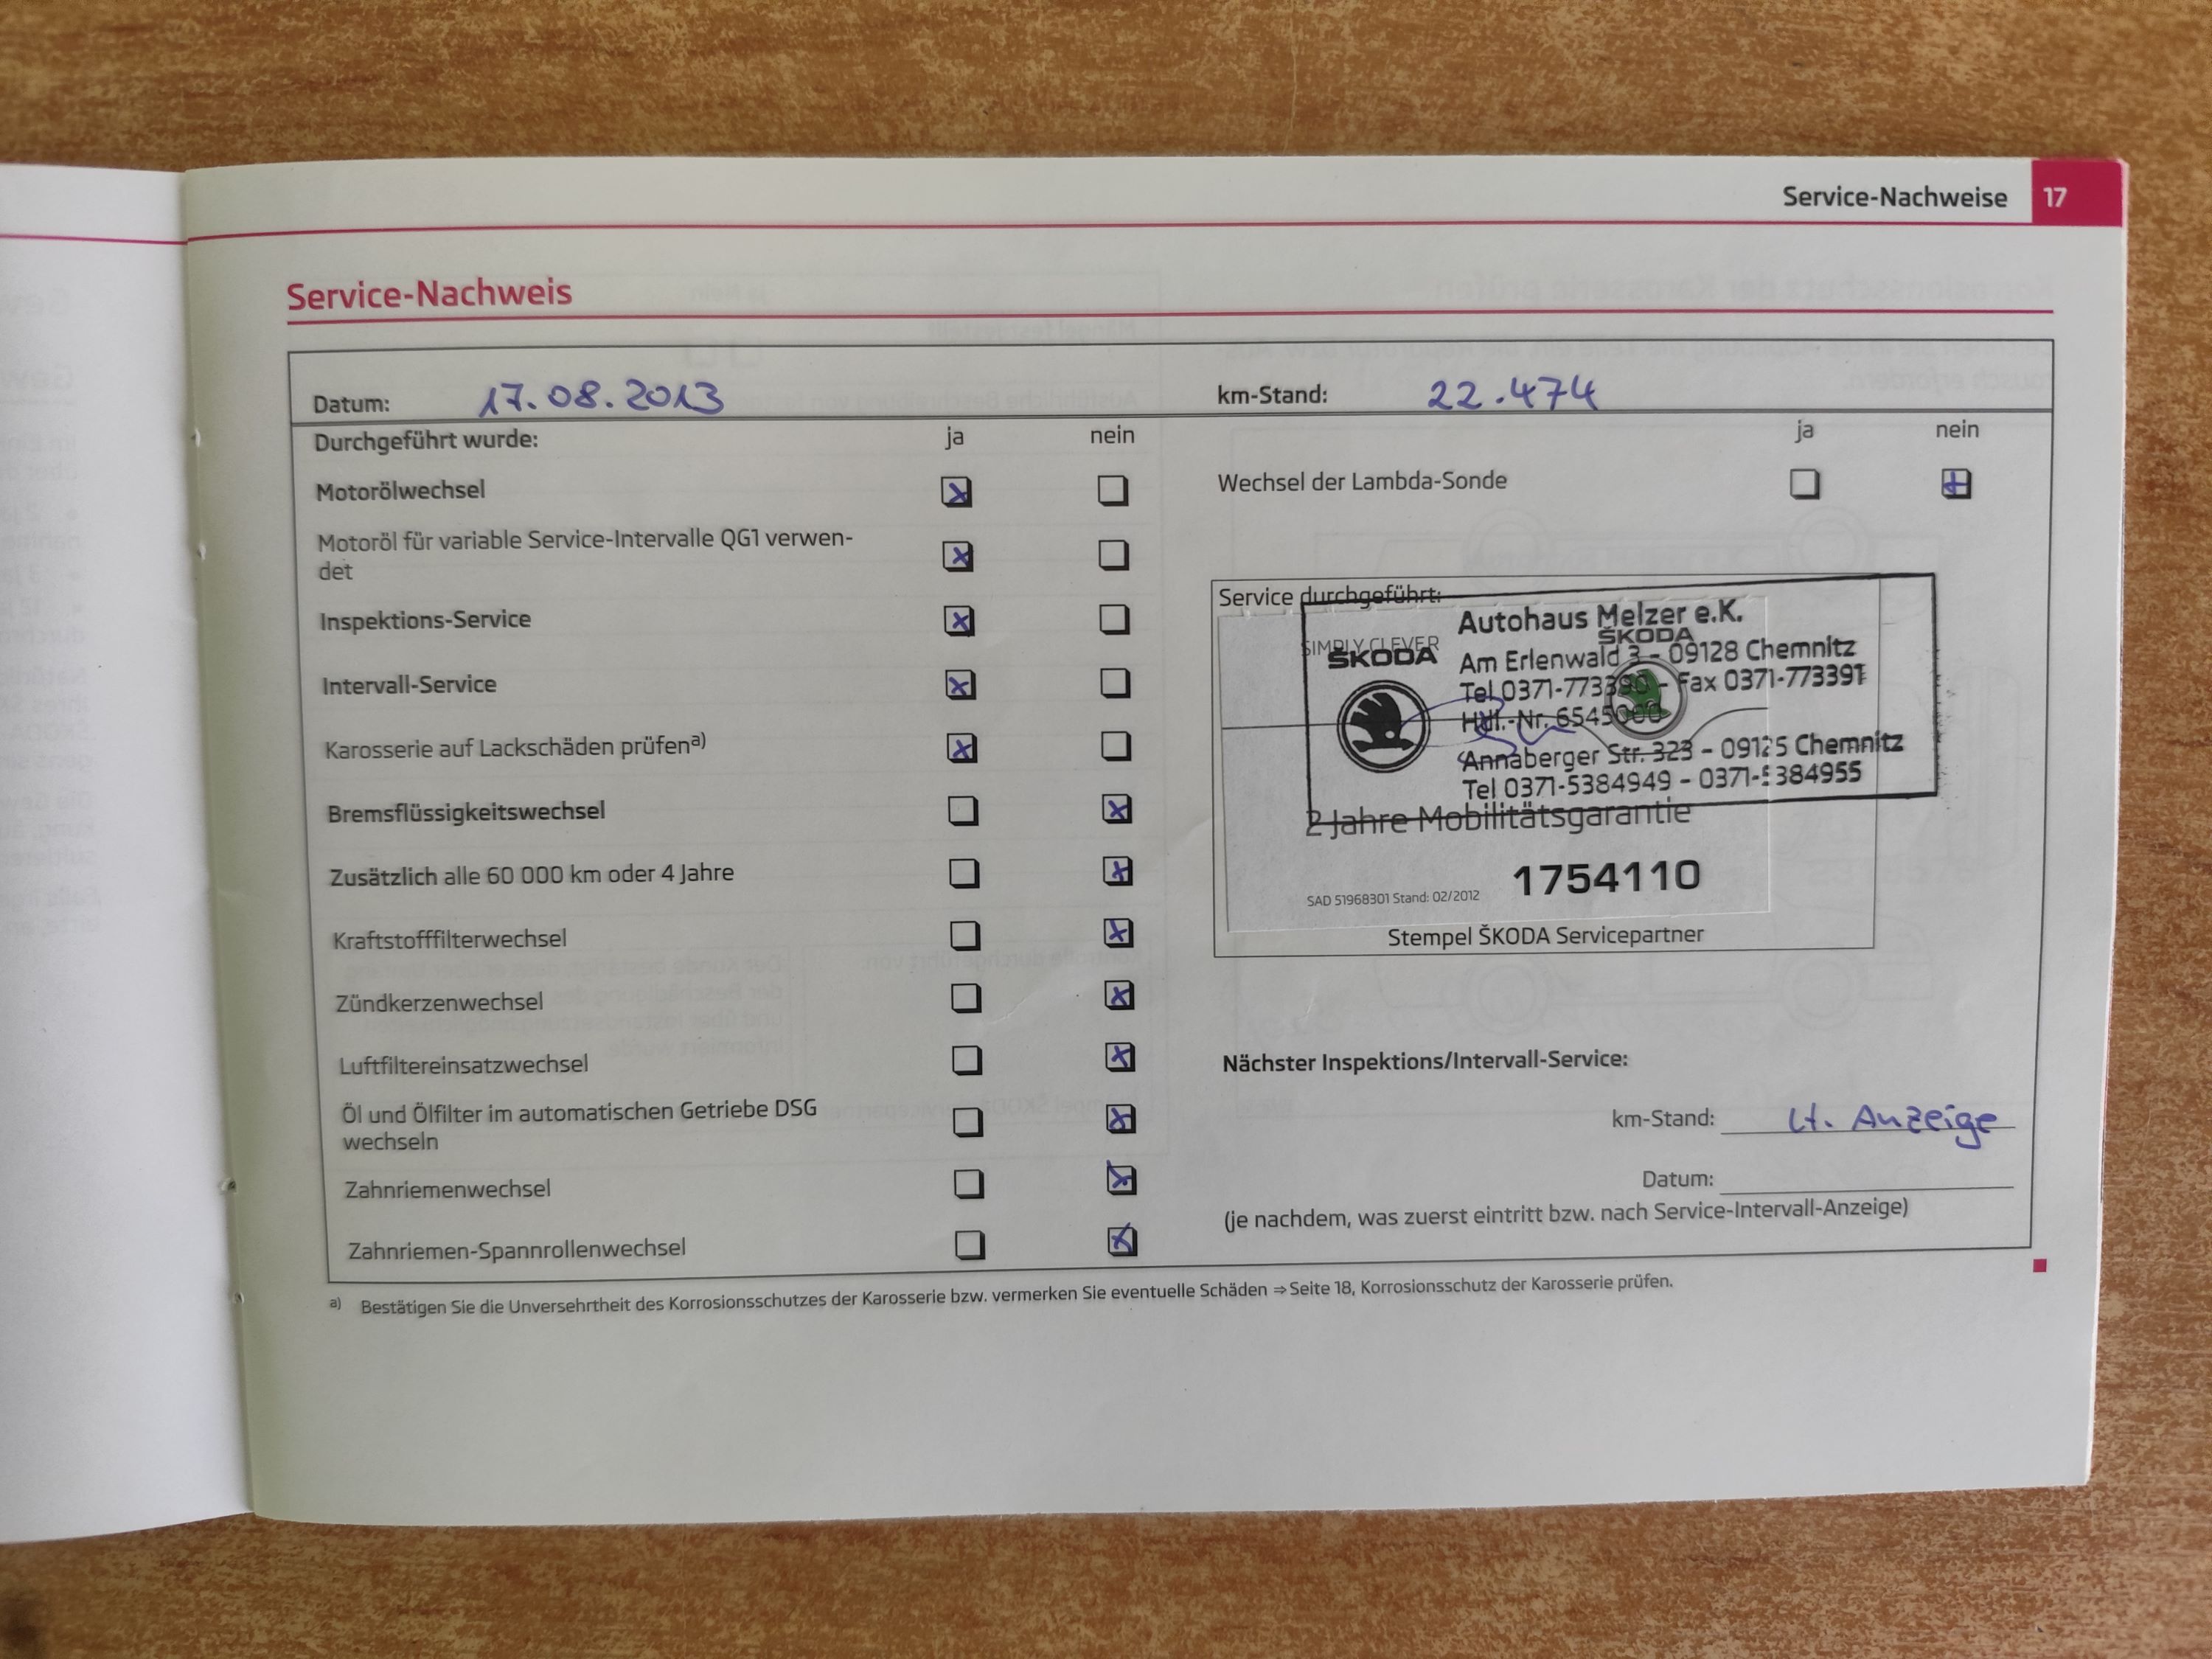 Service-Nachweise 17
Service-Nachweis
Datum: 17.08.2013
km-Stand: 22.474
Durchgeführt wurde: ja nein
Motorölwechsel
Motoröl für variable Service-Intervalle QG1 verwen-
det
Inspektions-Service
Intervall-Service
Karosserie auf Lackschäden prüfena)
Bremsflüssigkeitswechsel
Zusätzlich alle 60 000 km oder 4 Jahre
Kraftstofffilterwechsel
Zündkerzenwechsel
Luftfiltereinsatzwechsel
Öl und Ölfilter im automatischen Getriebe DSG
wechseln
Zahnriemenwechsel
Zahnriemen-Spannrollenwechsel
ja nein
Wechsel der Lambda-Sonde
Service durchgeführt:
Autohaus Melzer e.K.
SIMPLY CLEVER
ŠKODA
ŠKODA
Am Erlenwald 3 - 09128 Chemnitz
Tel 0371-773390 - Fax 0371-773391
Hdl.-Nr. 6545
Annaberger Str. 323 - 09125 Chemnitz
Tel 0371-5384949 - 0371-5384955
2 Jahre Mobilitätsgarantie
1754110
SAD 51968301 Stand: 02/2012
Stempel ŠKODA Servicepartner
Nächster Inspektions/Intervall-Service:
km-Stand: lt. Anzeige
Datum:
(je nachdem, was zuerst eintritt bzw. nach Service-Intervall-Anzeige)
a) Bestätigen Sie die Unversehrtheit des Korrosionsschutzes der Karosserie bzw. vermerken Sie eventuelle Schäden ⇒ Seite 18, Korrosionsschutz der Karosserie prüfen.